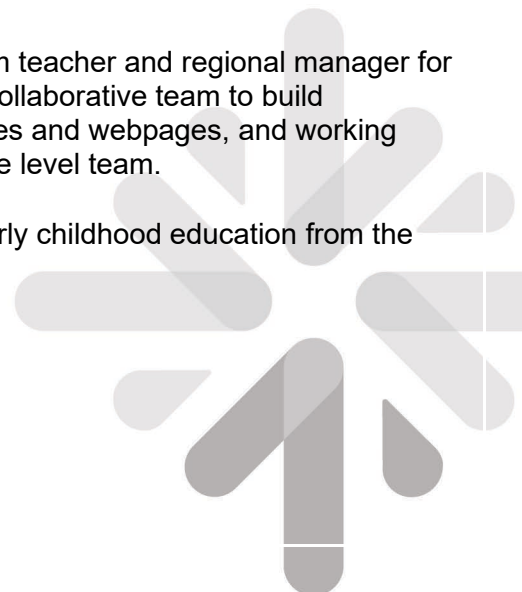 teacher and regional manager for
ollaborative team to build
es and webpages, and working
e level team.
rly childhood education from the